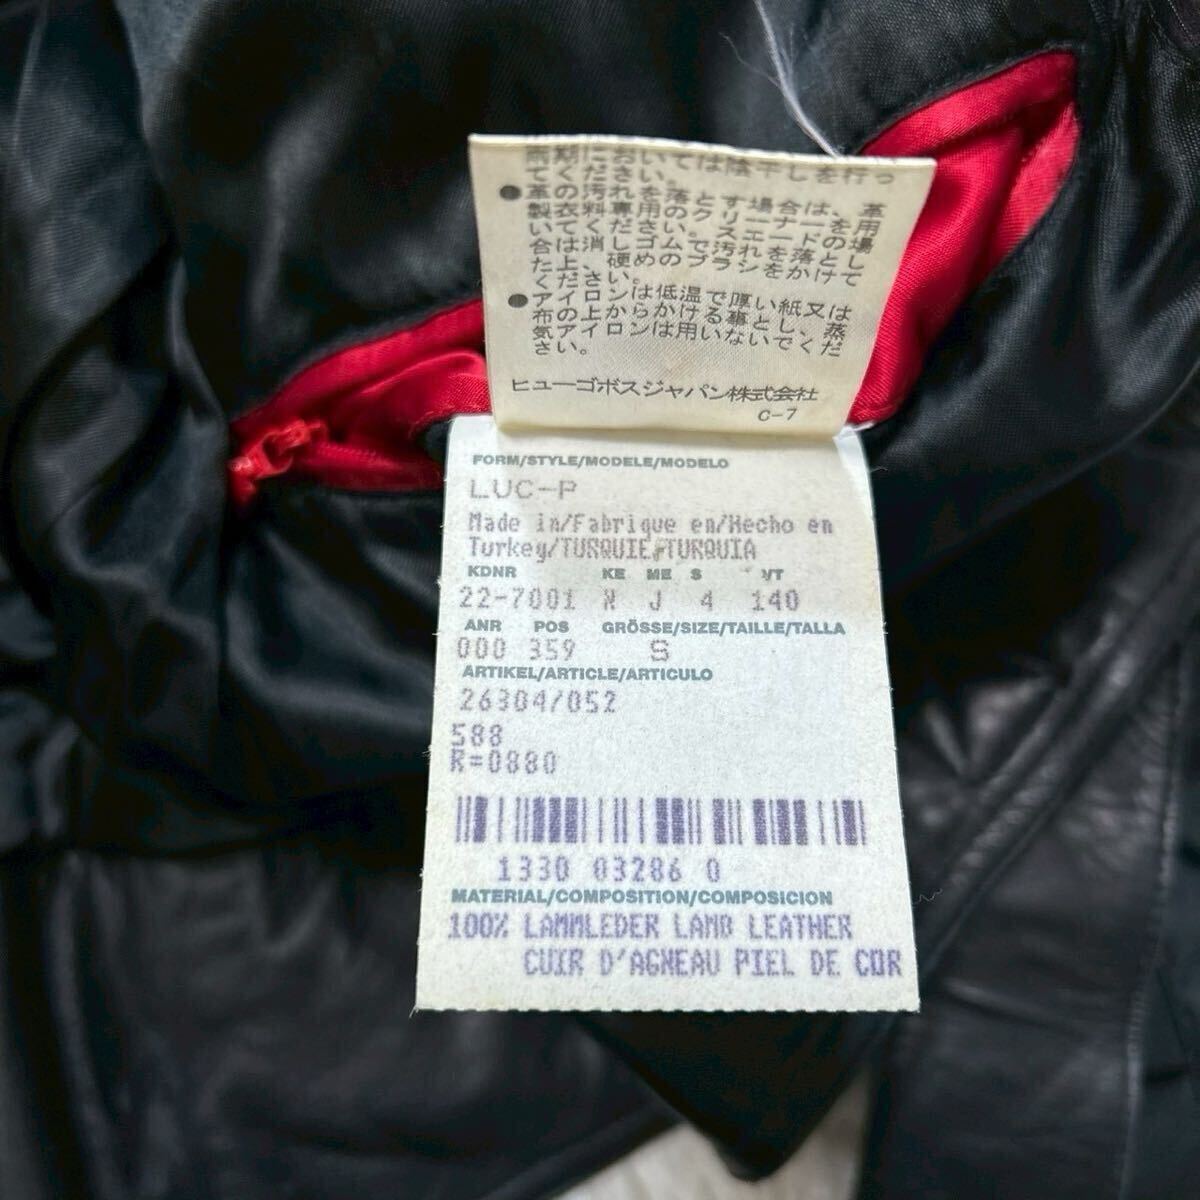 雨期においては陰干しを行っ
てください。
●革の汚れを落とす場合は、革
製衣料専用のクリーナーを用
いてください。スエードの場
合は消しゴムで汚れを落とし
た上、硬めのブラシをかけて
ください。
●アイロンは低温で厚い紙又は
布の上からかける事とし、蒸
気アイロンは用いないでくだ
さい。
ヒューゴボスジャパン株式会社
C-7
FORM/STYLE/MODELE/MODELO
LUC-P
Made in/Fabrique en/Hecho en
Turkey/TURQUIE/TURQUIA
KDNR KE ME S VT
22-7001 N J 4 140
ANR POS GRÖSSE/SIZE/TAILLE/TALLA
000 359 S
ARTIKEL/ARTICLE/ARTICULO
26304/052
588
R=0880
1330 03286 0
MATERIAL/COMPOSITION/COMPOSICION
100% LAMMLEDER LAMB LEATHER
CUIR D'AGNEAU PIEL DE COR